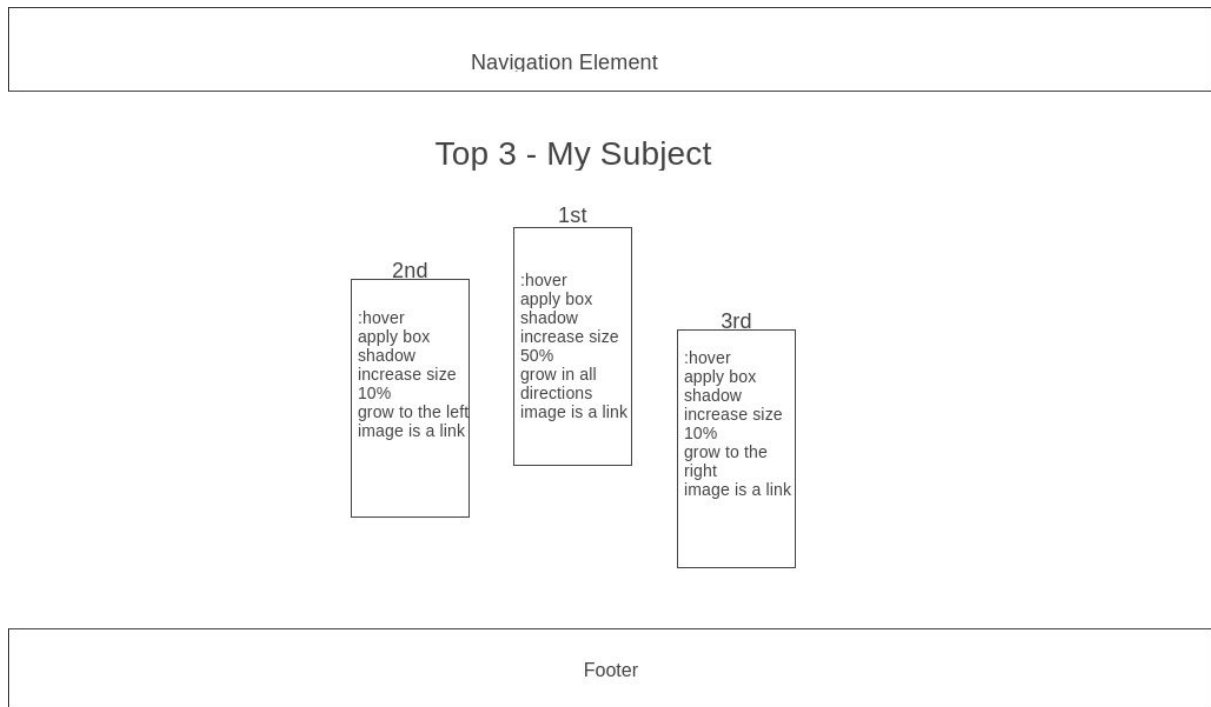 Navigation Element
Top 3 - My Subject
2nd
:hover
apply box
shadow
increase size
10%
grow to the left
image is a link
1st
:hover
apply box
shadow
increase size
50%
grow in all
directions
image is a link
3rd
:hover
apply box
shadow
increase size
10%
grow to the
right
image is a link
Footer